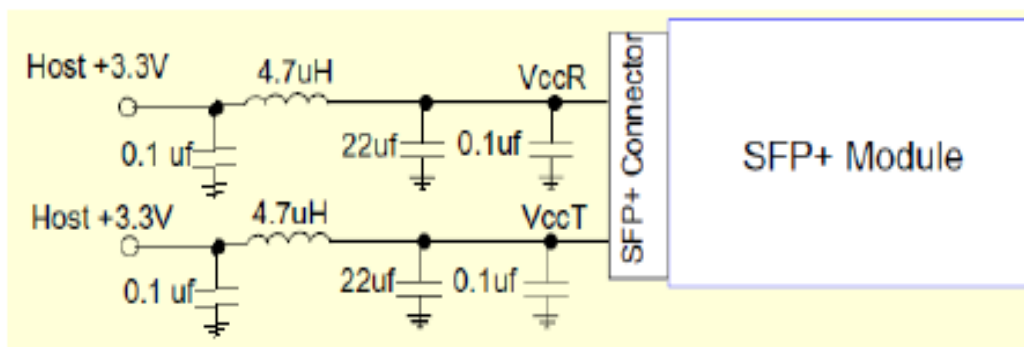 Host +3.3V
4.7uH
VccR
0.1 uf
22uf
0.1uf
Host +3.3V
4.7uH
VccT
0.1 uf
22uf
0.1uf
SFP+ Connector
SFP+ Module